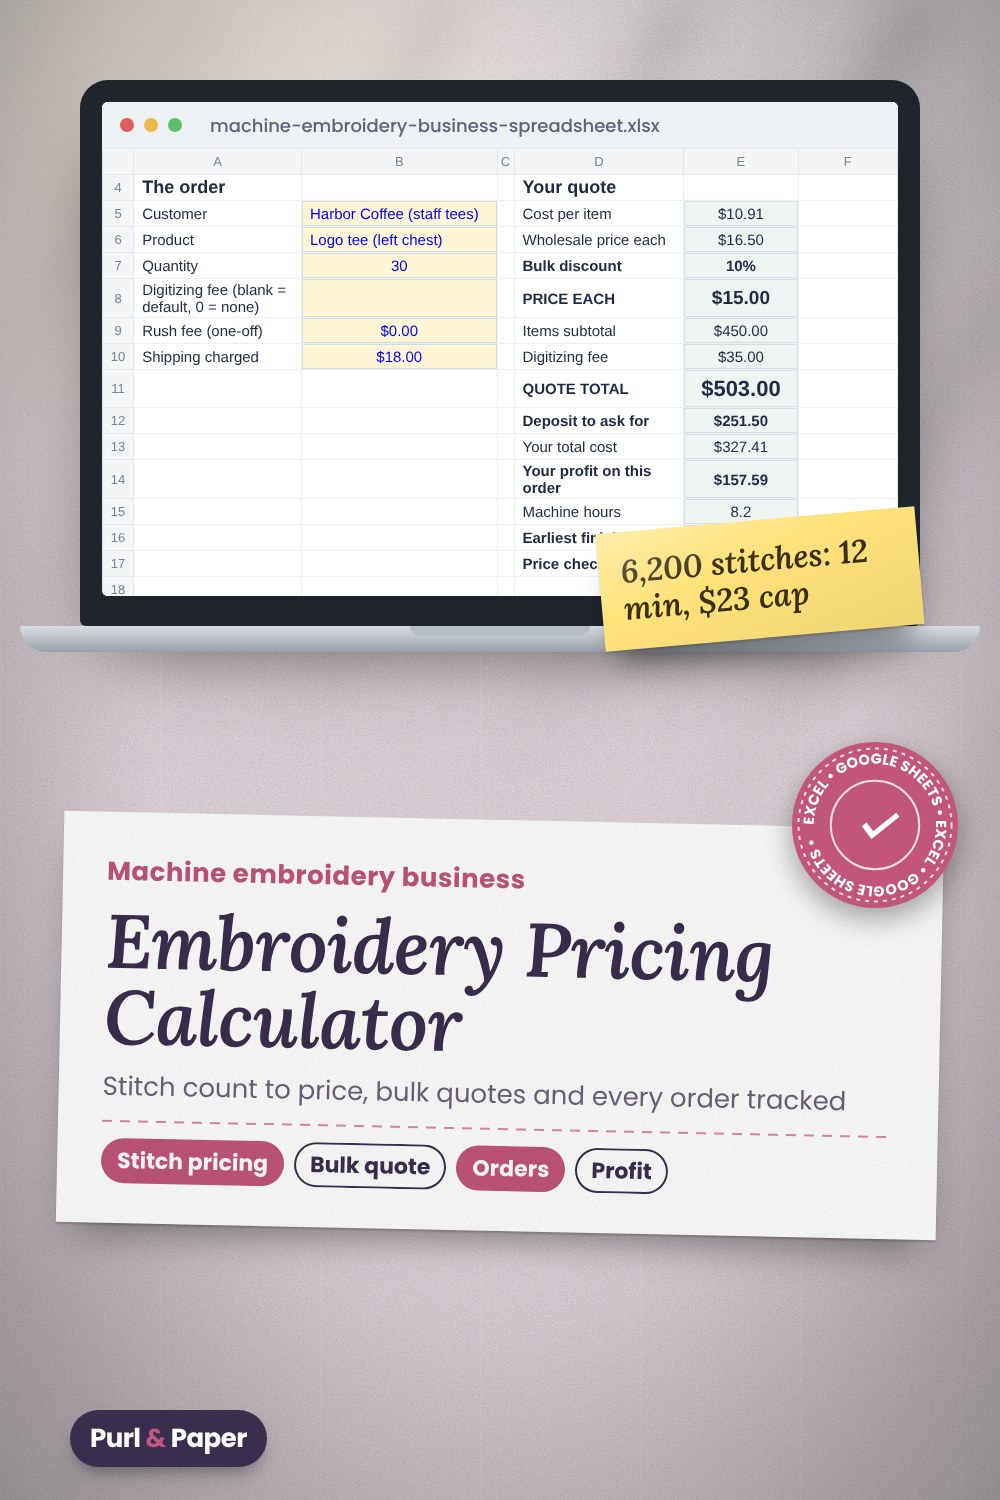 machine-embroidery-business-spreadsheet.xlsx
A B C D E F
4 The order Your quote
5 Customer Harbor Coffee (staff tees) Cost per item $10.91
6 Product Logo tee (left chest) Wholesale price each $16.50
7 Quantity 30 Bulk discount 10%
8 Digitizing fee (blank = default, 0 = none) PRICE EACH $15.00
9 Rush fee (one-off) $0.00 Items subtotal $450.00
10 Shipping charged $18.00 Digitizing fee $35.00
11 QUOTE TOTAL $503.00
12 Deposit to ask for $251.50
13 Your total cost $327.41
14 Your profit on this order $157.59
15 Machine hours 8.2
16 Earliest
17 Price
18
6,200 stitches: 12
min, $23 cap
EXCEL • GOOGLE SHEETS • EXCEL • GOOGLE SHEETS •
Machine embroidery business
Embroidery Pricing
Calculator
Stitch count to price, bulk quotes and every order tracked
Stitch pricing Bulk quote Orders Profit
Purl & Paper